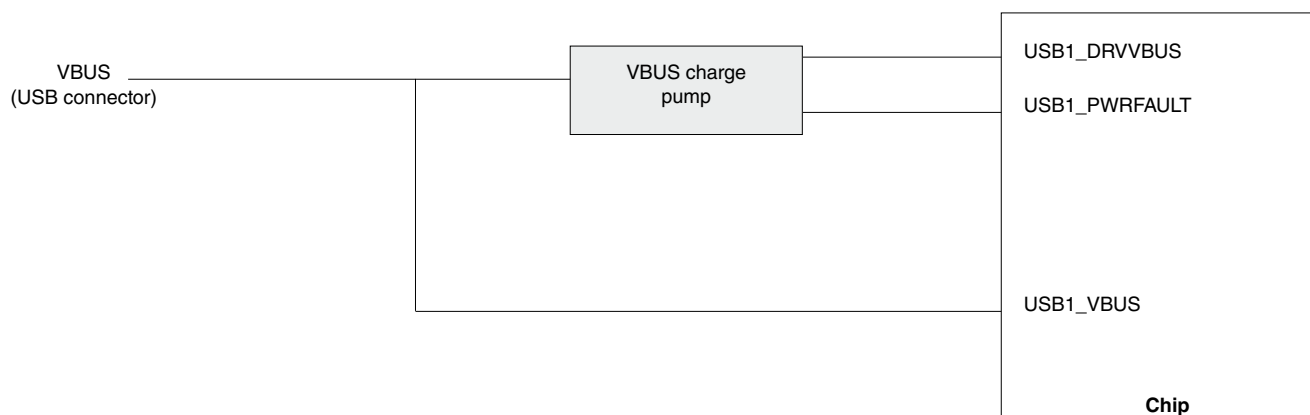 USB1_DRVVBUS
VBUS
(USB connector)
VBUS charge
pump
USB1_PWRFAULT
USB1_VBUS
Chip